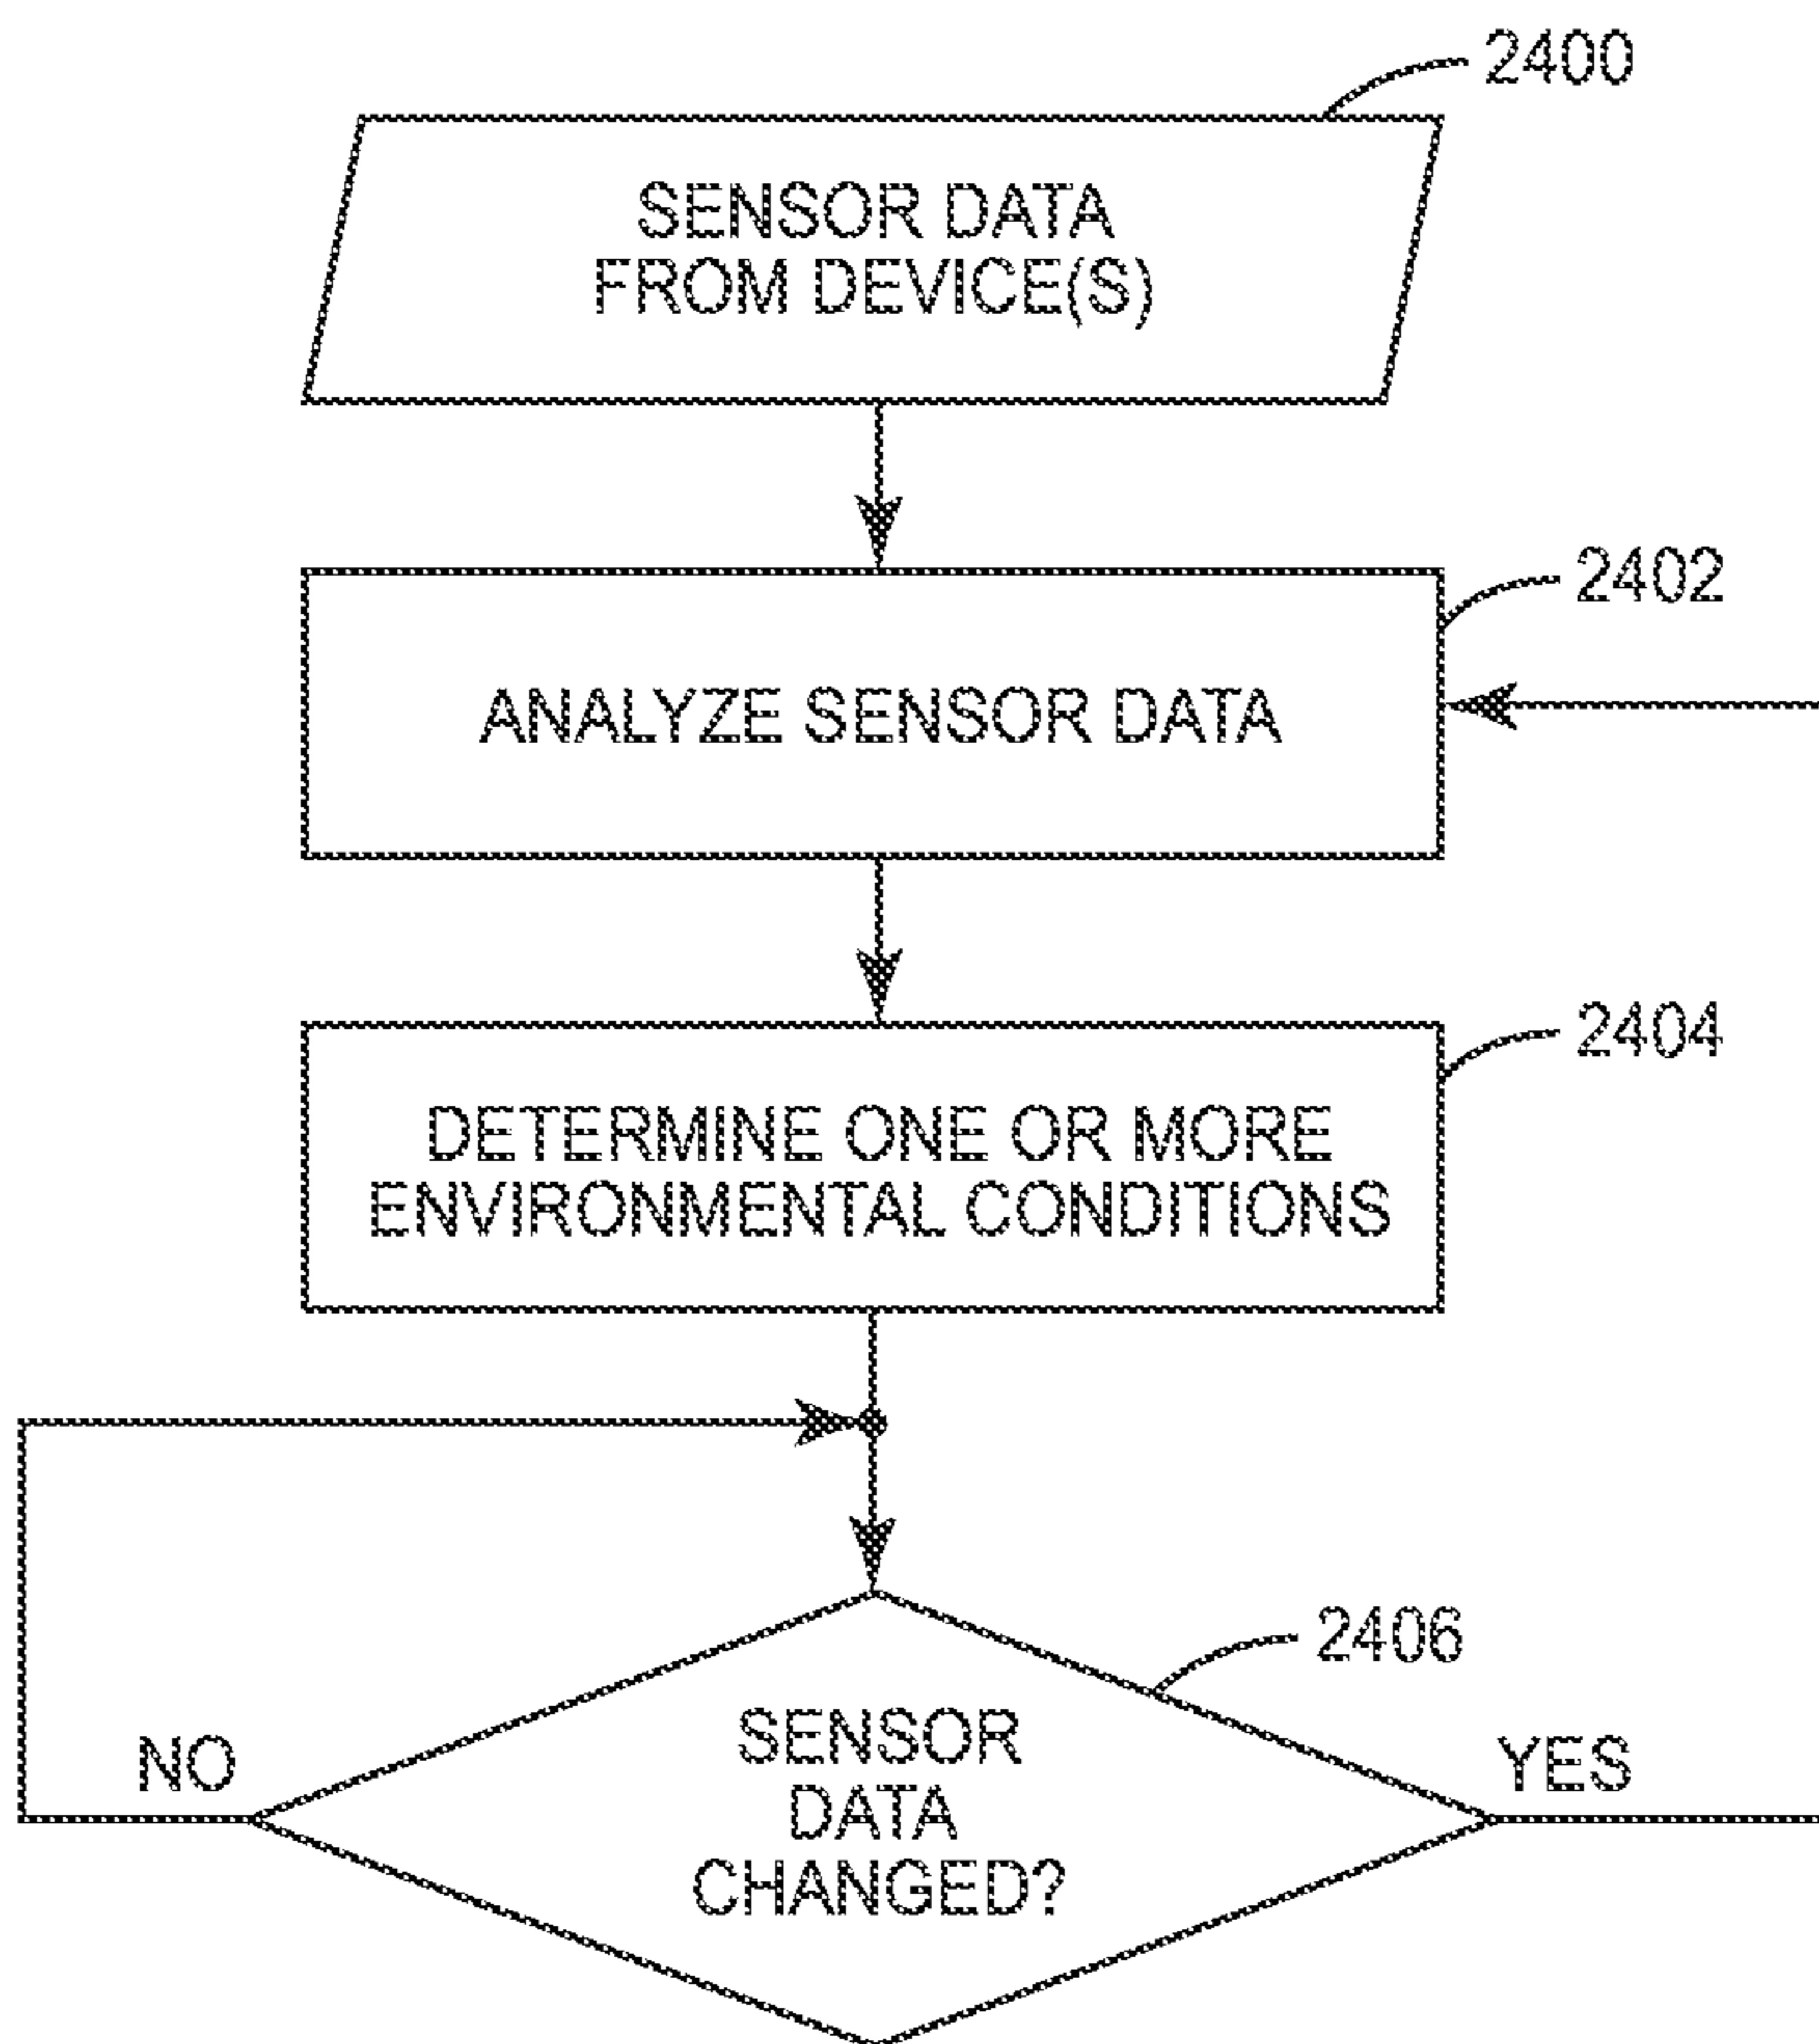 2400
SENSOR DATA
FROM DEVICE(S)
2402
ANALYZE SENSOR DATA
2404
DETERMINE ONE OR MORE
ENVIRONMENTAL CONDITIONS
2406
SENSOR
DATA
CHANGED?
NO
YES